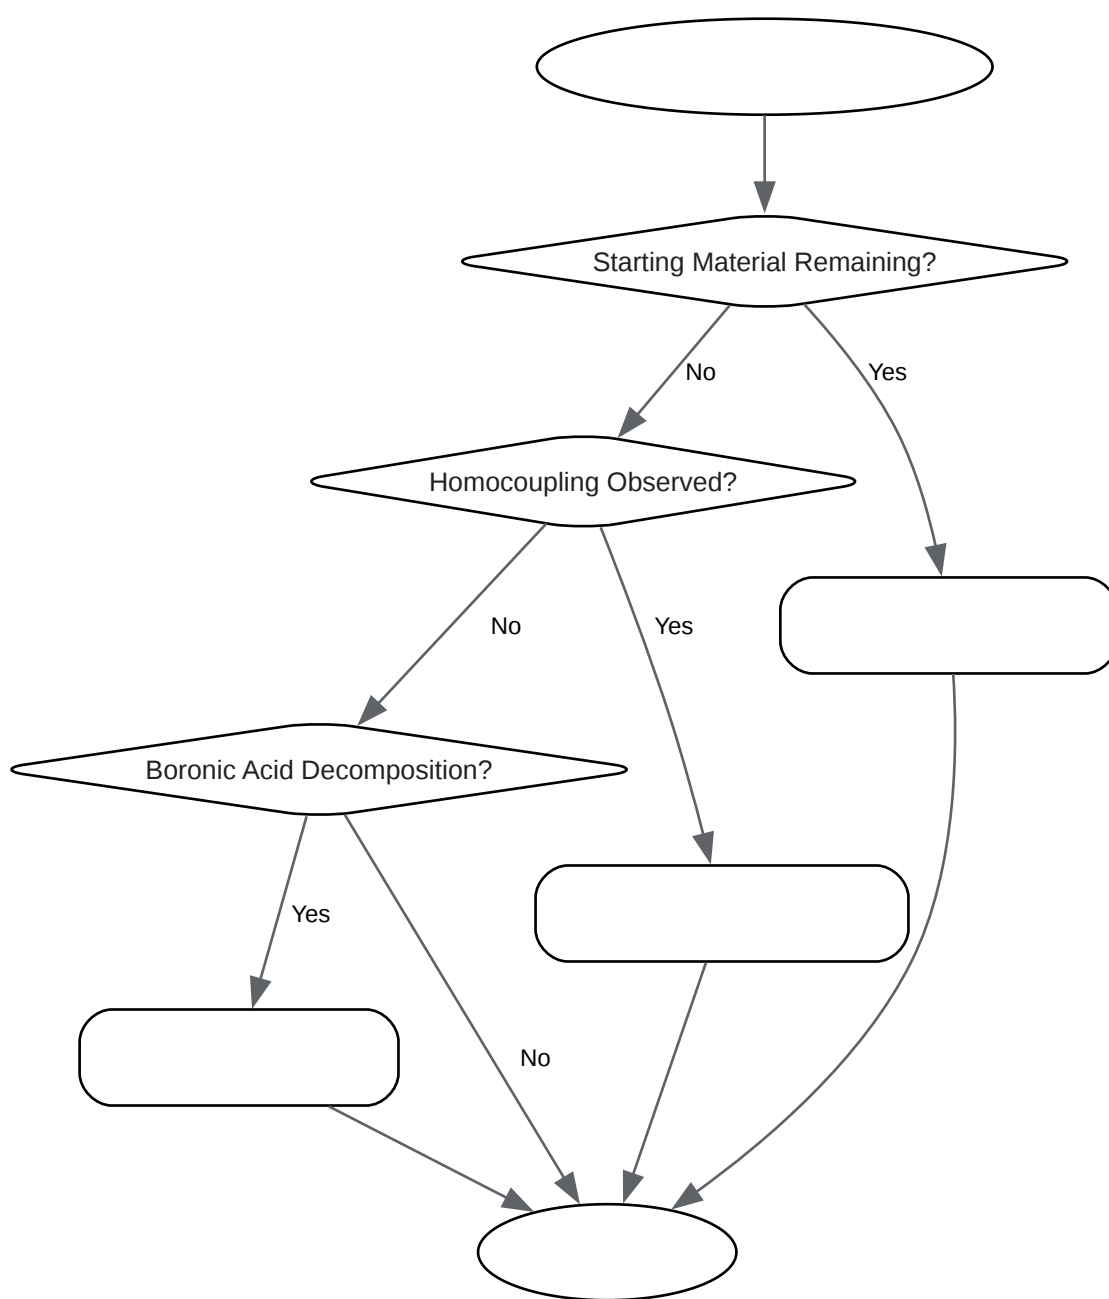 Starting Material Remaining?
No
Yes
Homocoupling Observed?
No
Yes
Boronic Acid Decomposition?
Yes
No